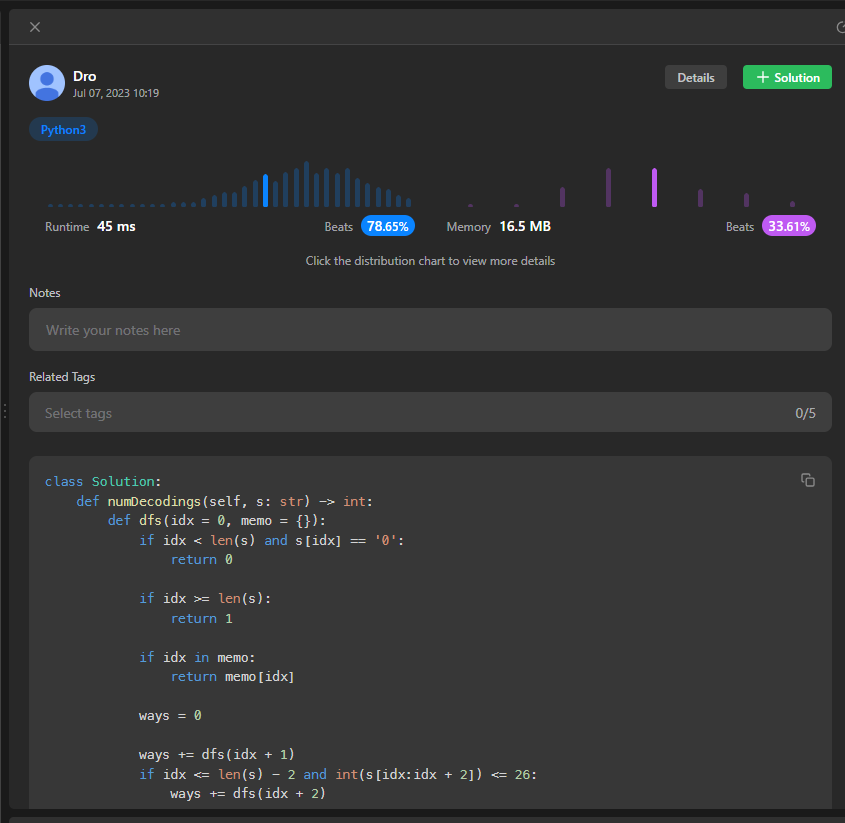 Dro
Jul 07, 2023 10:19
Details
+ Solution
Python3
Runtime 45 ms Beats 78.65% Memory 16.5 MB Beats 33.61%
Click the distribution chart to view more details
Notes
Write your notes here
Related Tags
Select tags 0/5
class Solution:
    def numDecodings(self, s: str) -> int:
        def dfs(idx = 0, memo = {}):
            if idx < len(s) and s[idx] == '0':
                return 0
            if idx >= len(s):
                return 1
            if idx in memo:
                return memo[idx]
            ways = 0
            ways += dfs(idx + 1)
            if idx <= len(s) - 2 and int(s[idx:idx + 2]) <= 26:
                ways += dfs(idx + 2)